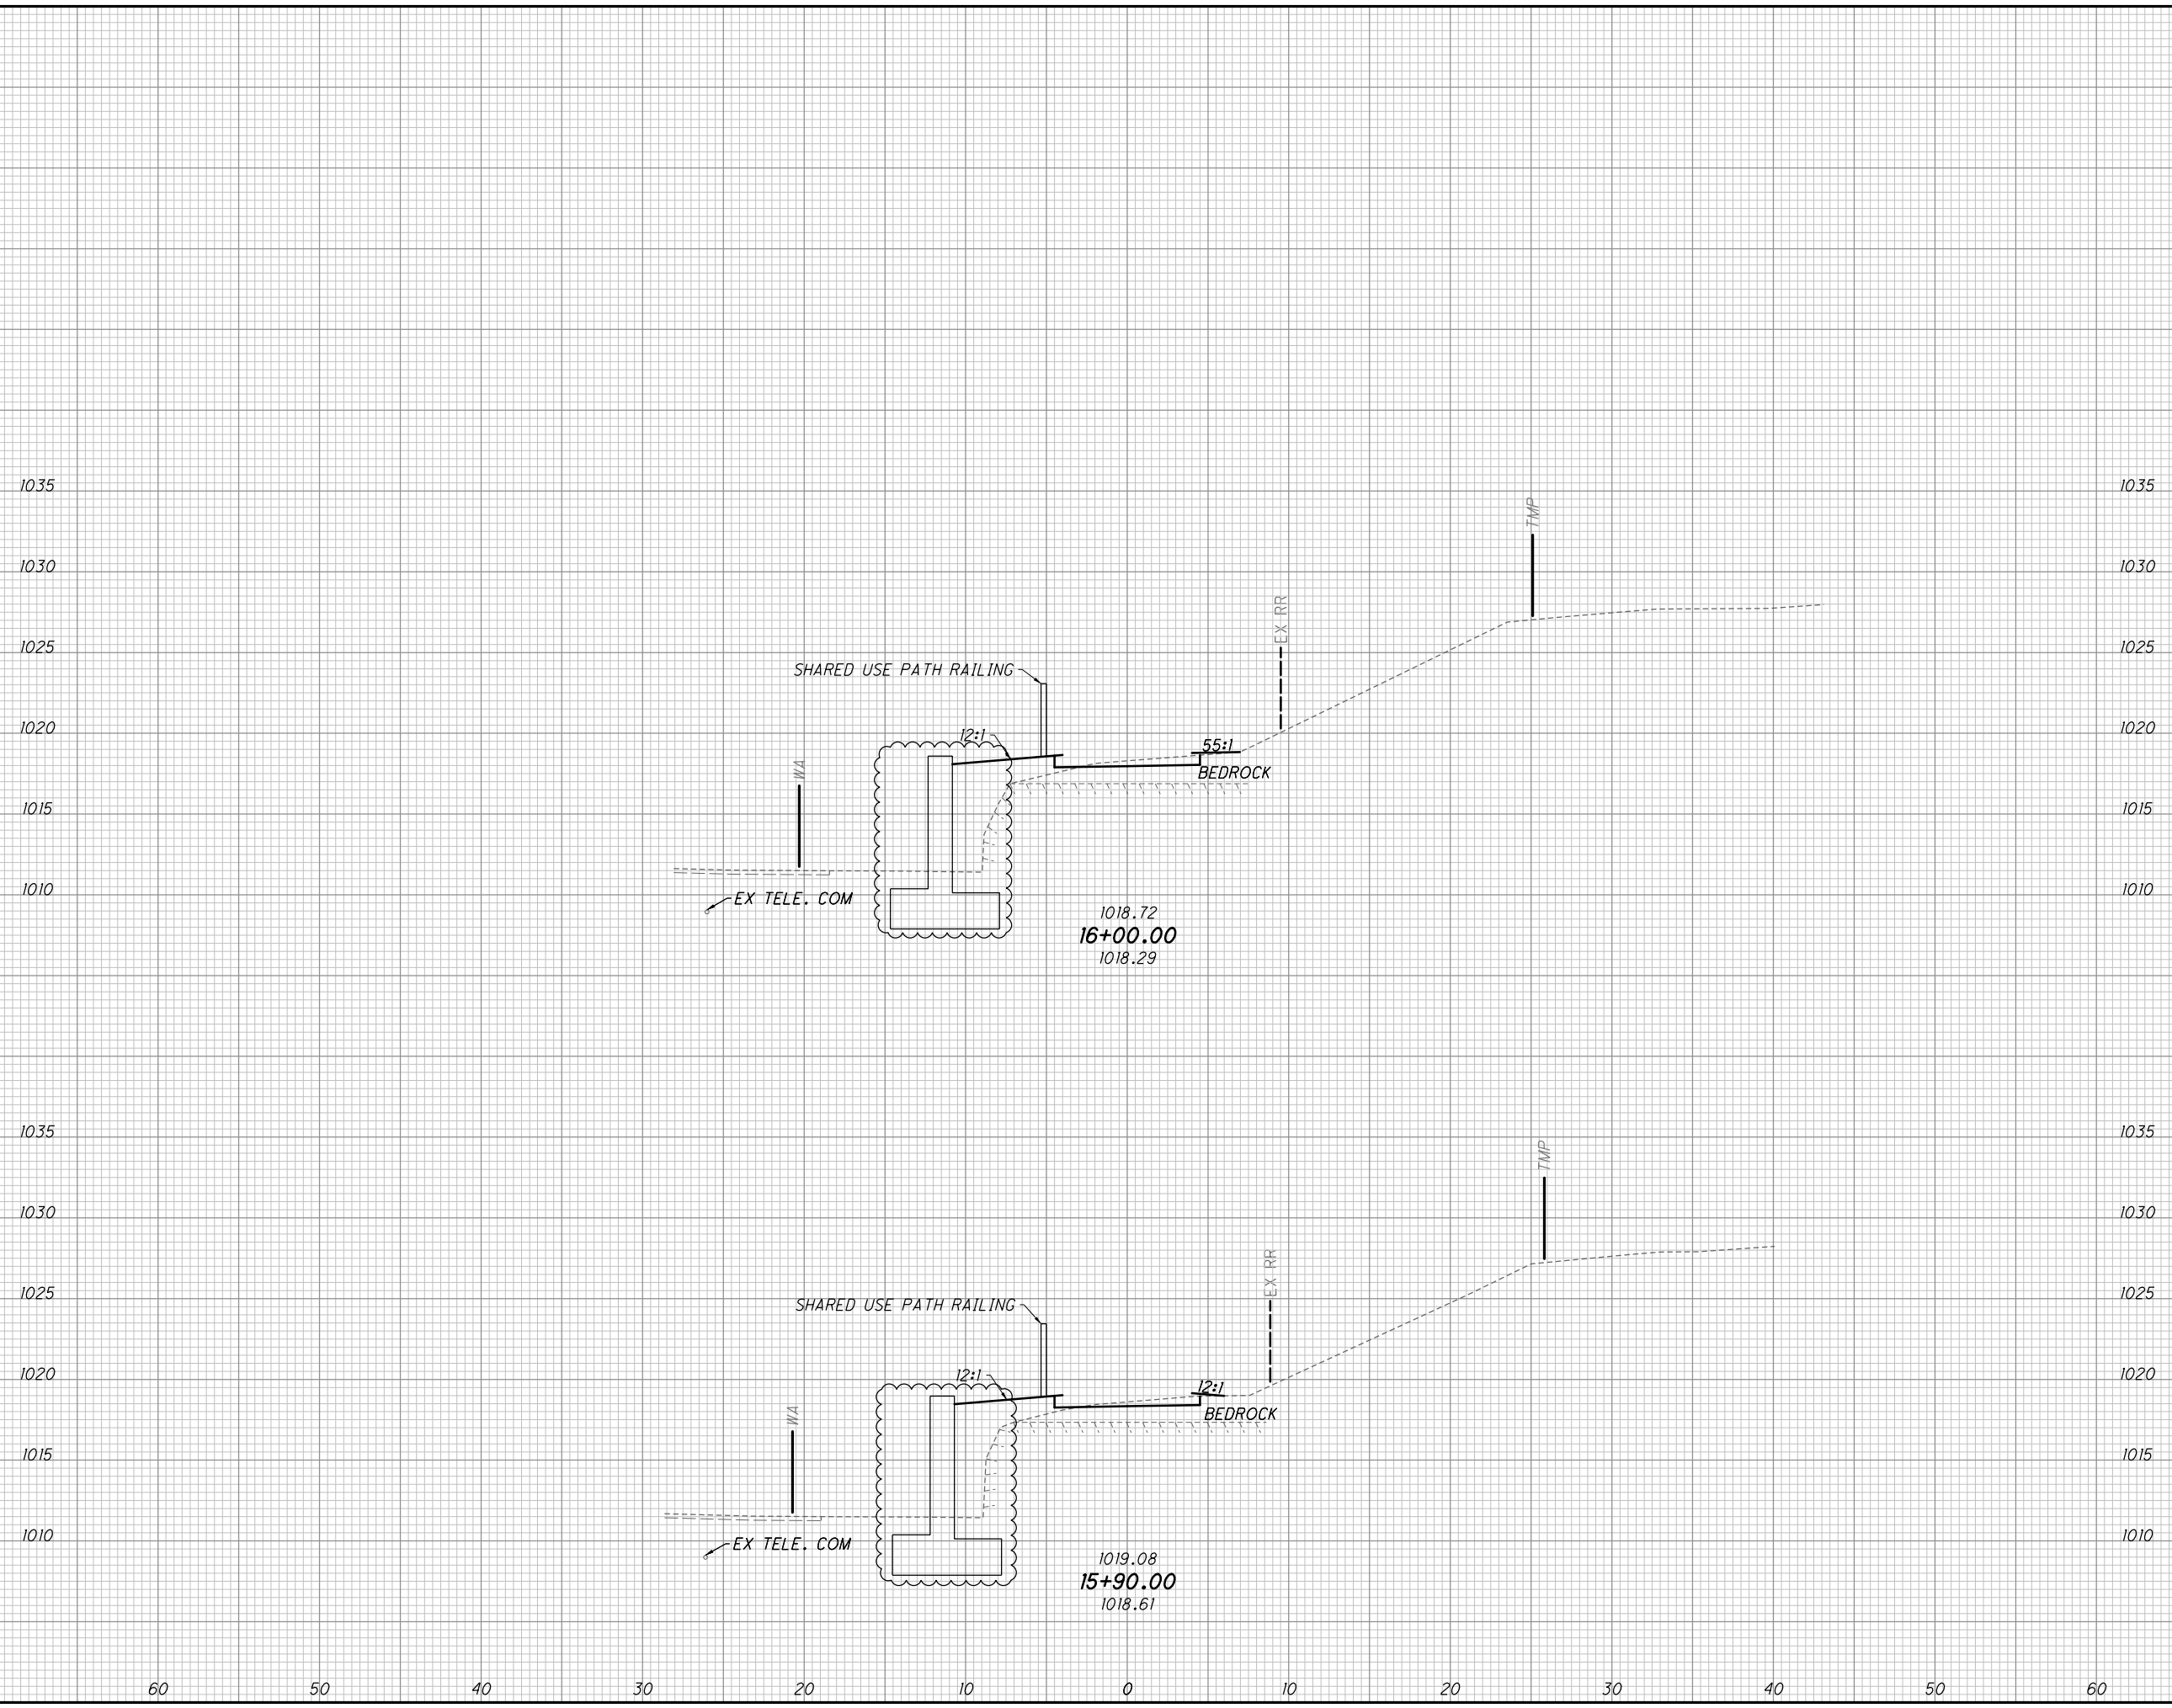 1035 1035
TMP
1030 1030
EX RR
1025 1025
SHARED USE PATH RAILING
1020 1020
12:1
55:1
BEDROCK
WA
1015 1015
1010 1010
EX TELE. COM
1018.72
16+00.00
1018.29
1035 1035
TMP
1030 1030
EX RR
1025 1025
SHARED USE PATH RAILING
1020 1020
12:1
12:1
BEDROCK
WA
1015 1015
1010 1010
EX TELE. COM
1019.08
15+90.00
1018.61
60 50 40 30 20 10 0 10 20 30 40 50 60